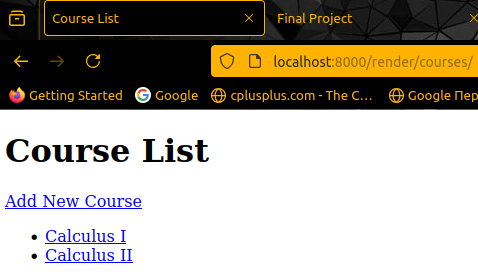 Course List
Final Project
localhost:8000/render/courses/
Getting Started
Google
cplusplus.com - The C...
Google Пер
Course List
Add New Course
Calculus I
Calculus II